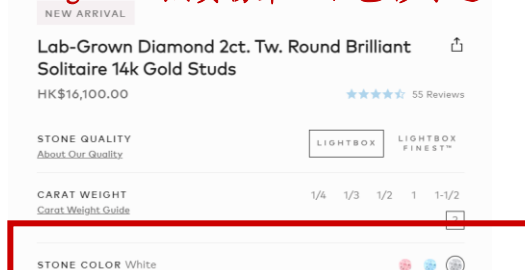 NEW ARRIVAL
Lab-Grown Diamond 2ct. Tw. Round Brilliant
Solitaire 14k Gold Studs
HK$16,100.00
55 Reviews
STONE QUALITY
About Our Quality
LIGHTBOX
LIGHTBOX FINEST™
CARAT WEIGHT
Carat Weight Guide
1/4 1/3 1/2 1 1-1/2
2
STONE COLOR White